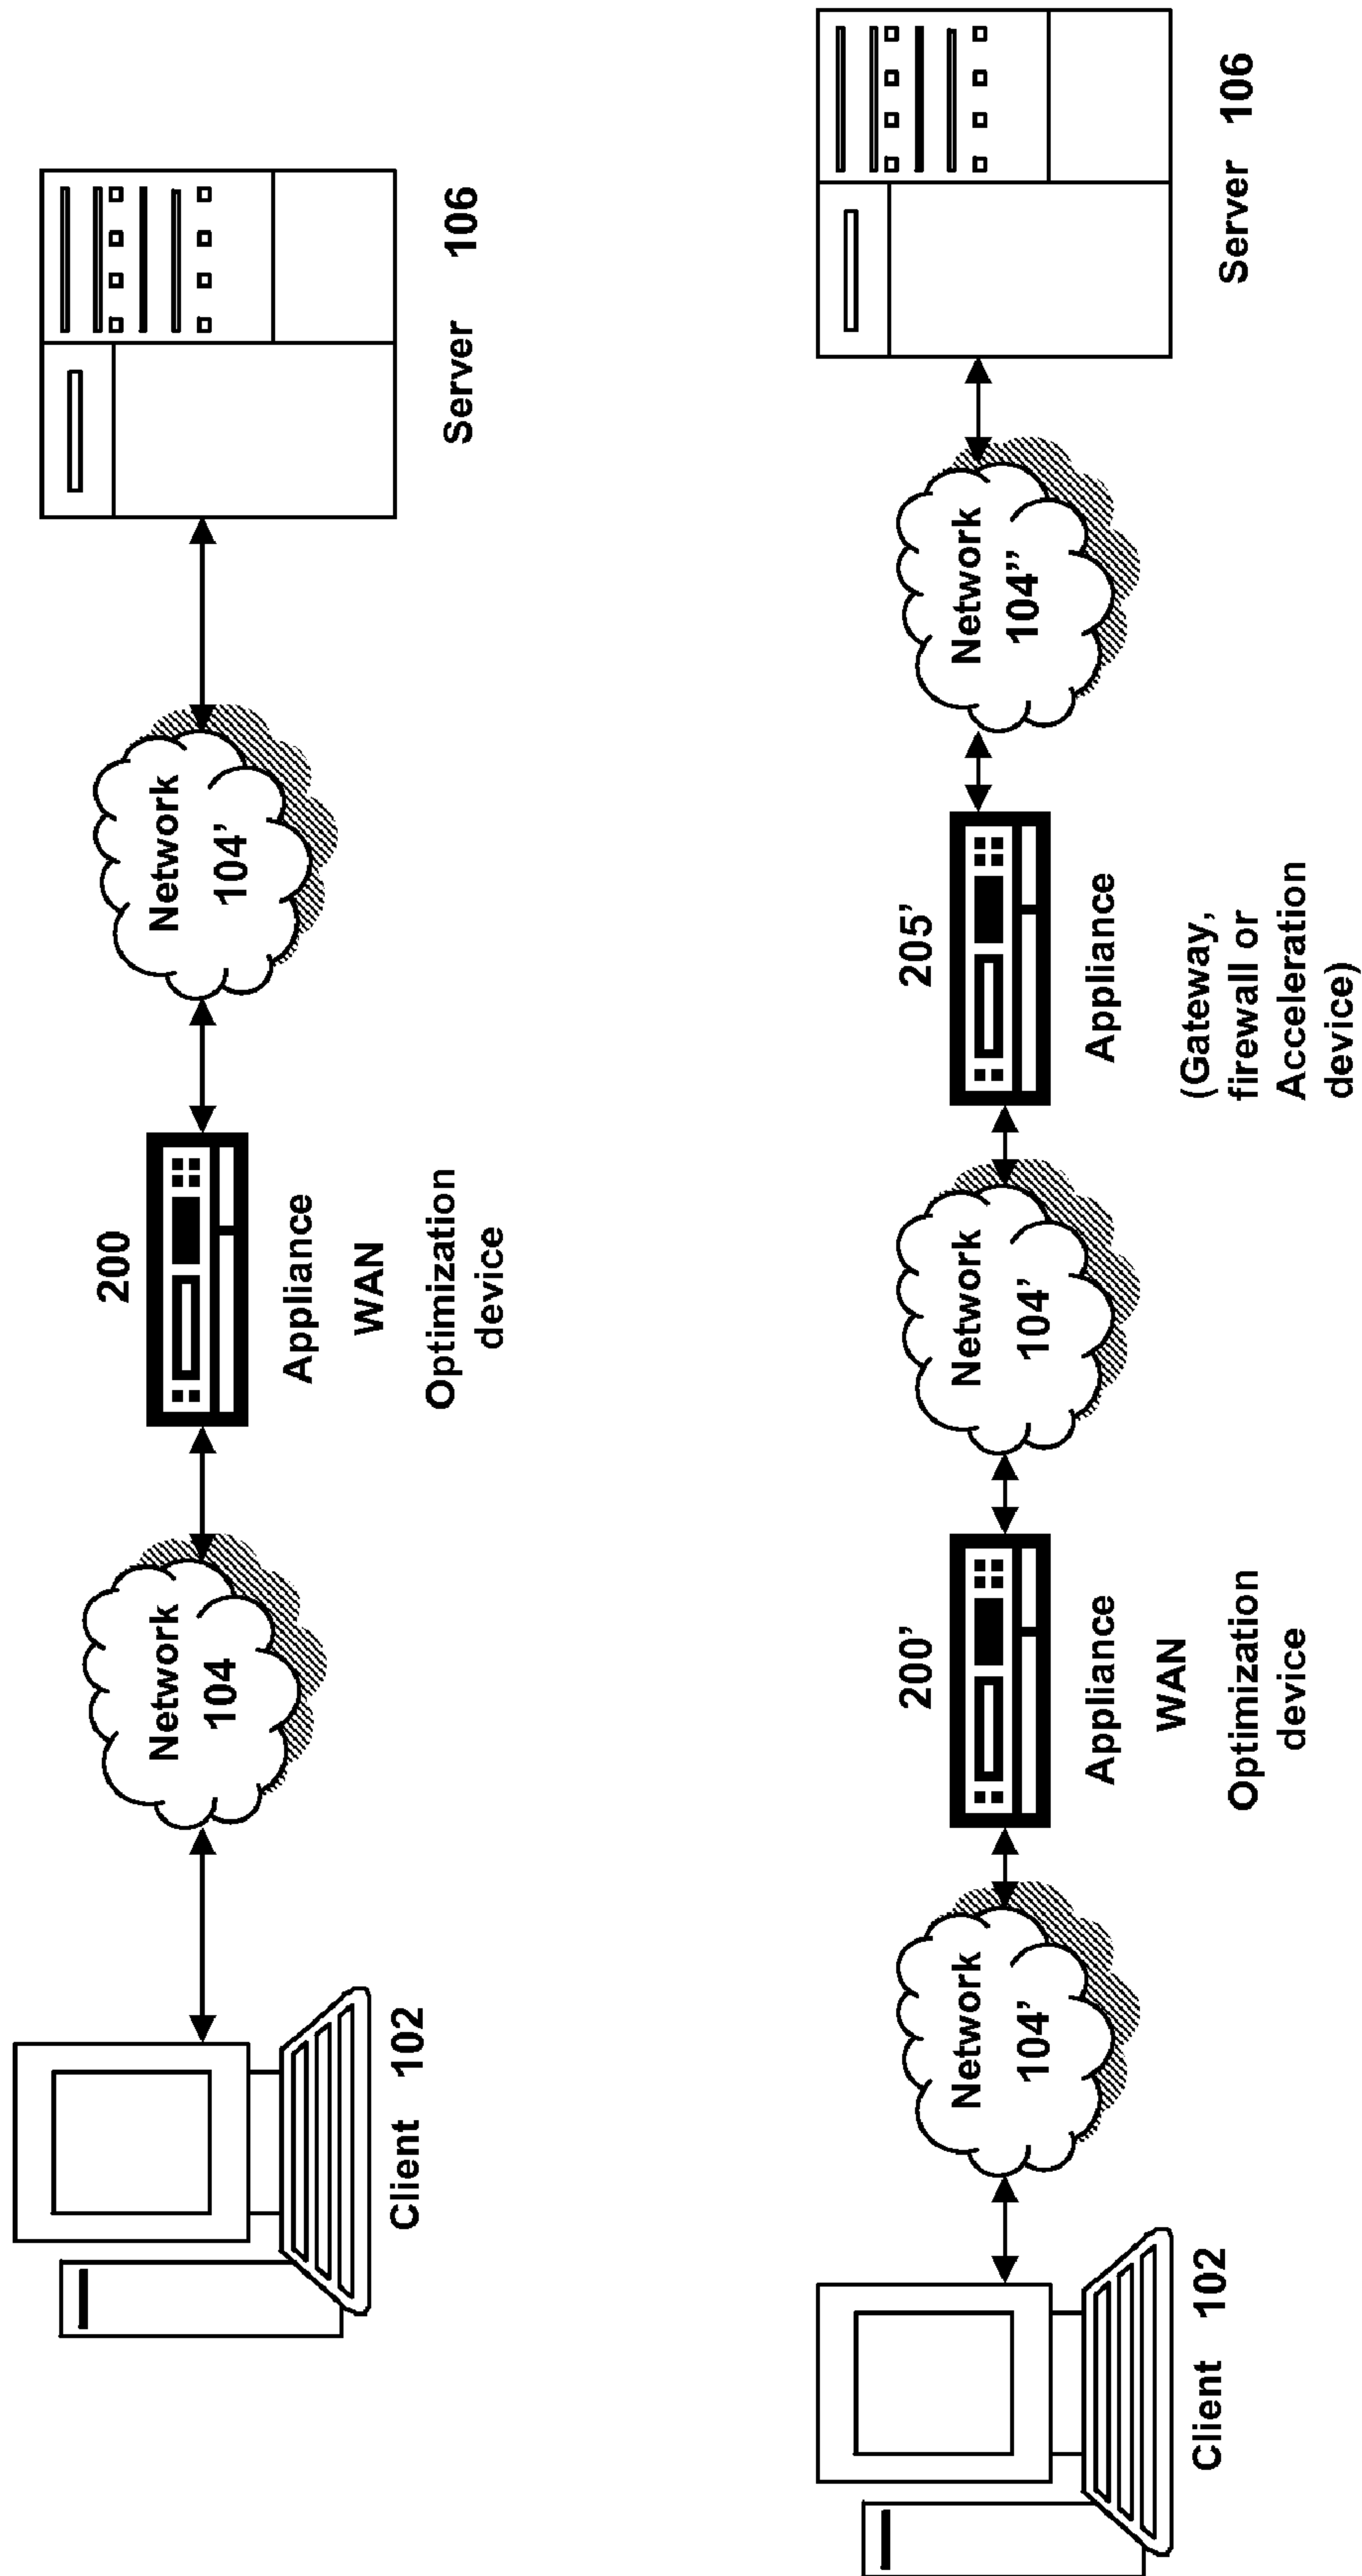 Client 102
Network
104
200
Appliance
WAN
Optimization
device
Network
104’
Server 106
Client 102
Network
104’
200’
Appliance
WAN
Optimization
device
Network
104’
205’
Appliance
(Gateway,
firewall or
Acceleration
device)
Network
104’’
Server 106